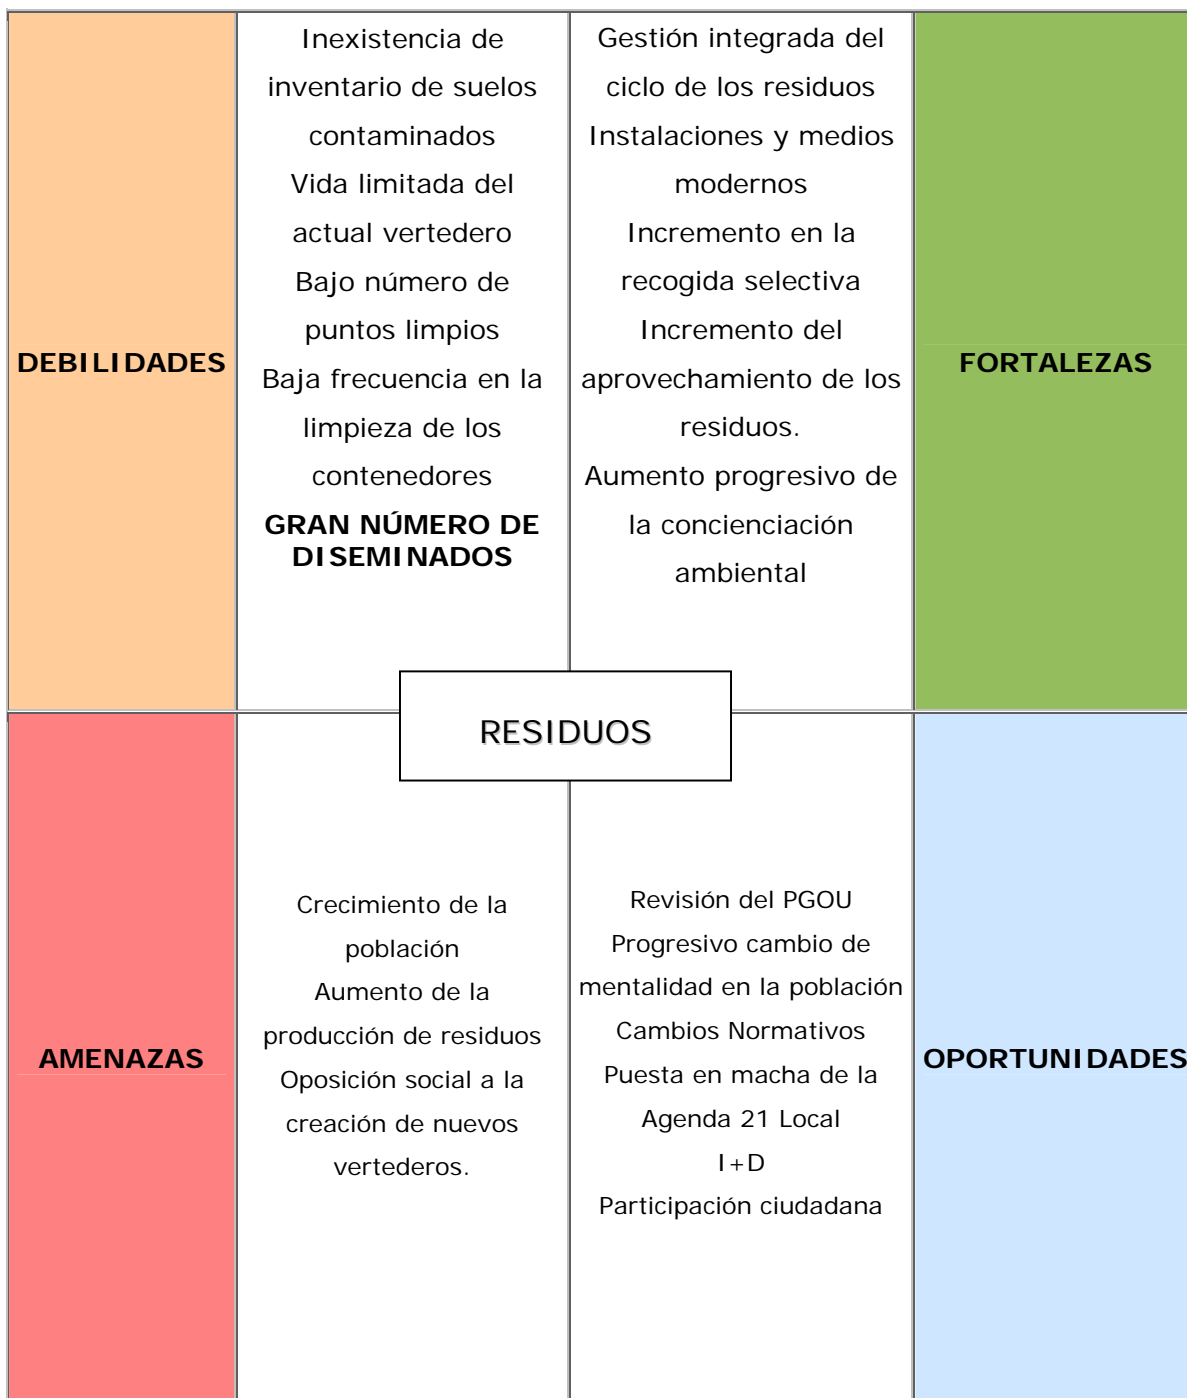 DEBILIDADES
Inexistencia de
inventario de suelos
contaminados
Vida limitada del
actual vertedero
Bajo número de
puntos limpios
Baja frecuencia en la
limpieza de los
contenedores
GRAN NÚMERO DE
DISEMINADOS
Gestión integrada del
ciclo de los residuos
Instalaciones y medios
modernos
Incremento en la
recogida selectiva
Incremento del
aprovechamiento de los
residuos.
Aumento progresivo de
la concienciación
ambiental
FORTALEZAS
RESIDUOS
AMENAZAS
Crecimiento de la
población
Aumento de la
producción de residuos
Oposición social a la
creación de nuevos
vertederos.
Revisión del PGOU
Progresivo cambio de
mentalidad en la población
Cambios Normativos
Puesta en macha de la
Agenda 21 Local
I+D
Participación ciudadana
OPORTUNIDADES